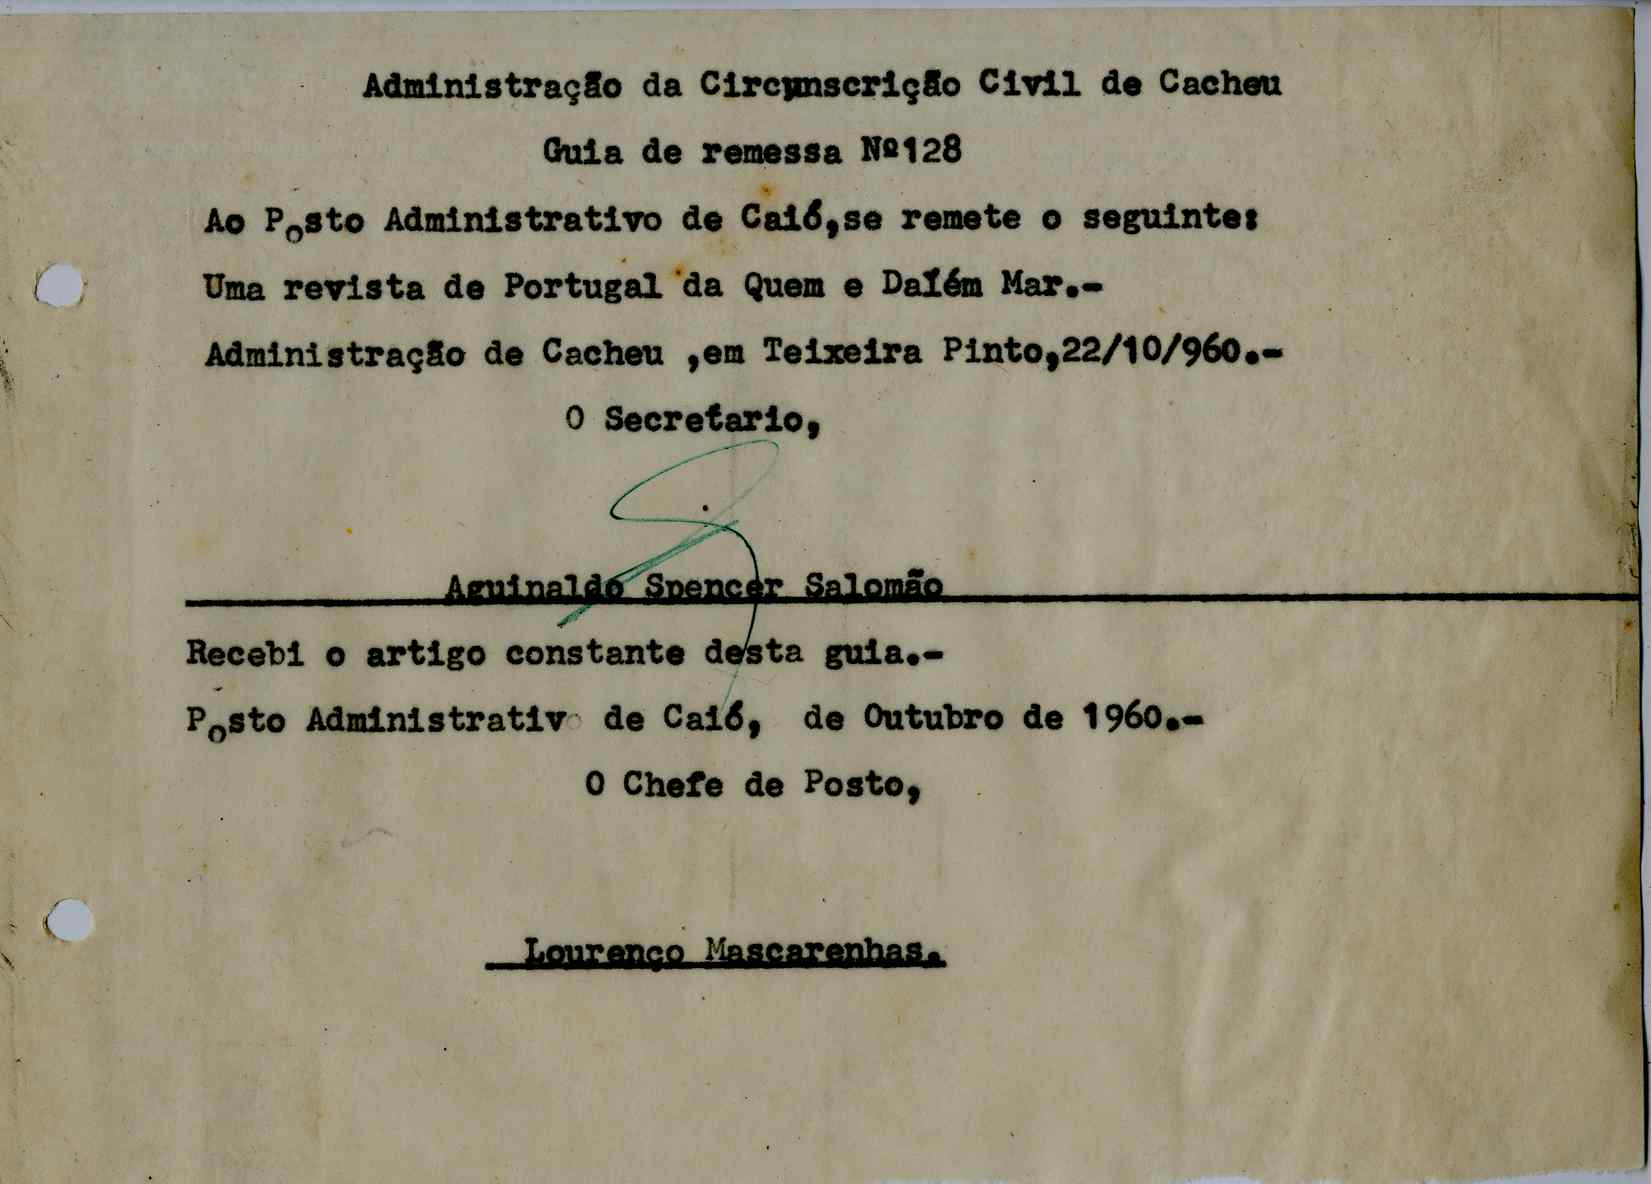 Administração da Circunscrição Civil de Cacheu
Guia de remessa Nº128
Ao Posto Administrativo de Caió,se remete o seguinte:
Uma revista de Portugal da Quem e Dalém Mar.-
Administração de Cacheu ,em Teixeira Pinto,22/10/960.-
O Secretario,
Aguinaldo Spencer Salomão
Recebi o artigo constante desta guia.-
Posto Administrativo de Caió, de Outubro de 1960.-
O Chefe de Posto,
Lourenço Mascarenhas.